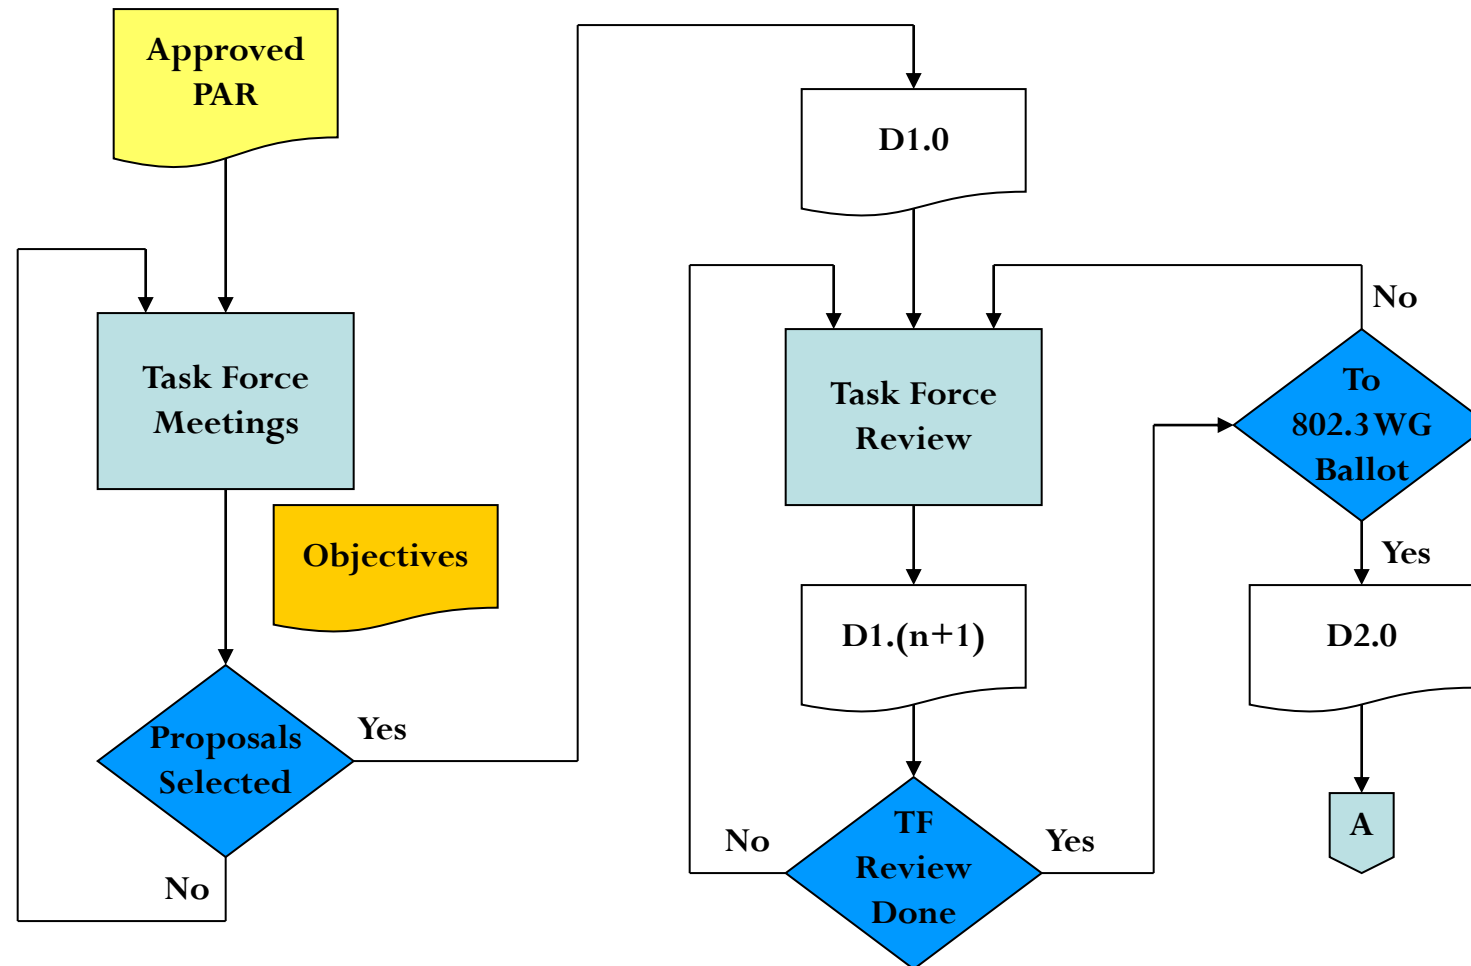 Approved
PAR
Task Force
Meetings
Objectives
Proposals
Selected
Yes
No
D1.0
Task Force
Review
D1.(n+1)
TF
Review
Done
No
Yes
To
802.3 WG
Ballot
No
Yes
D2.0
A